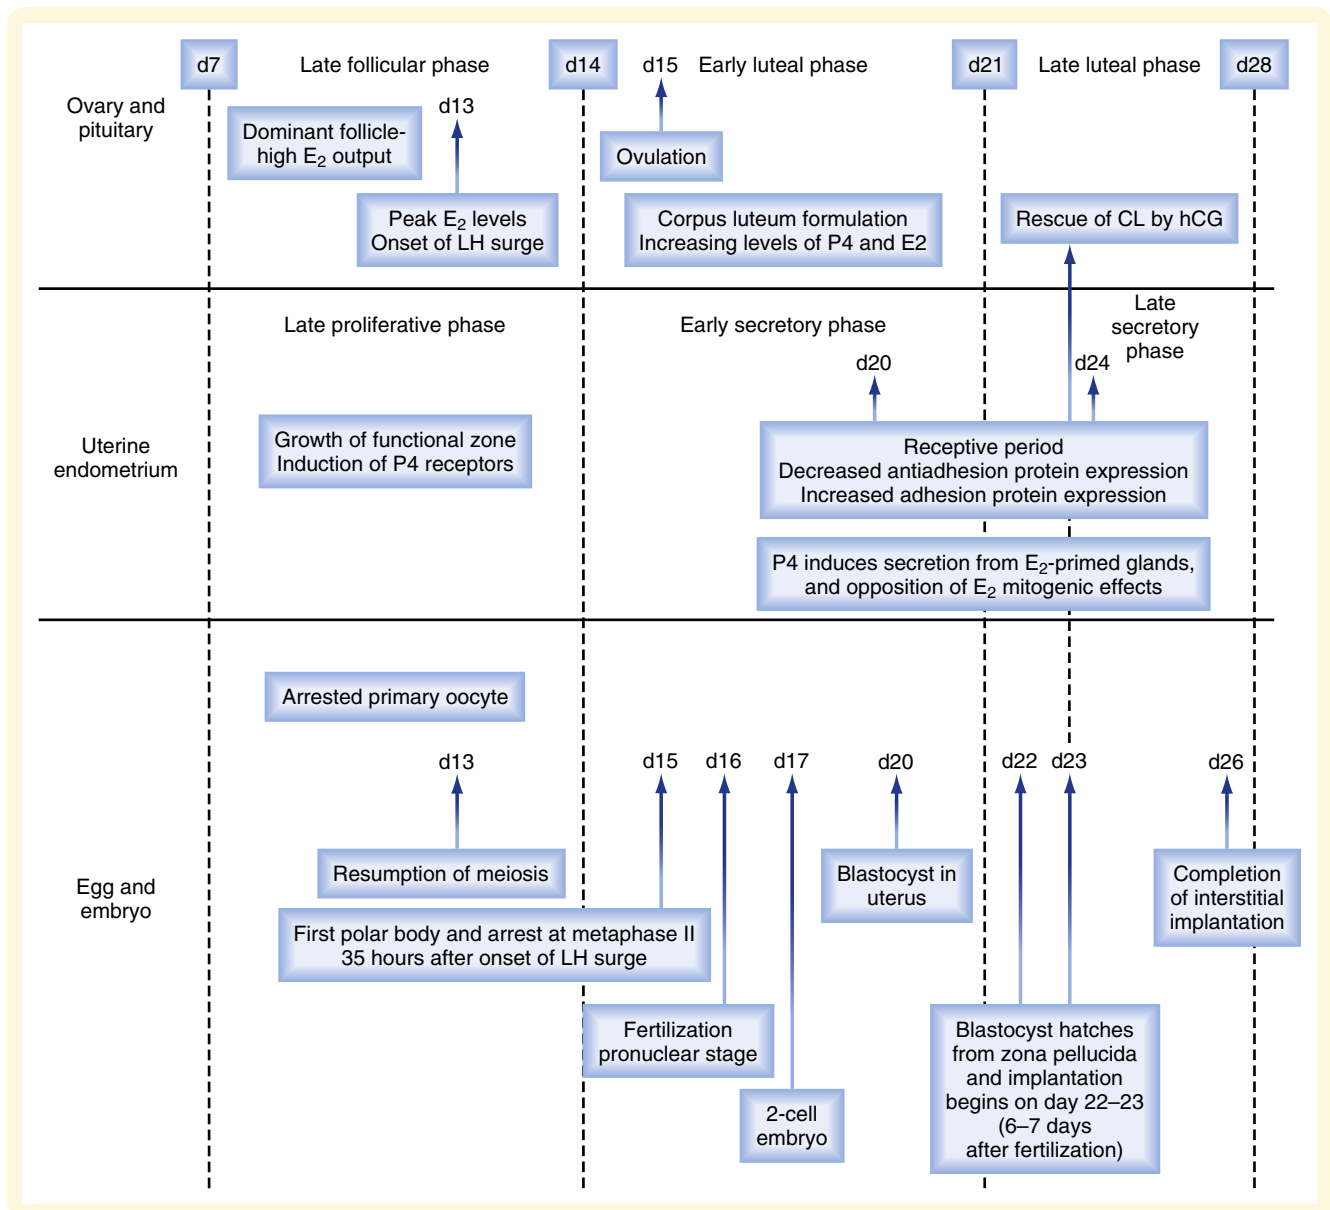 d7
Late follicular phase
d14
d15
Early luteal phase
d21
Late luteal phase
d28
Ovary and
pituitary
d13
Dominant follicle-
high E₂ output
Ovulation
Peak E₂ levels
Onset of LH surge
Corpus luteum formulation
Increasing levels of P4 and E2
Rescue of CL by hCG
Late proliferative phase
Early secretory phase
Late
secretory
phase
d20
d24
Uterine
endometrium
Growth of functional zone
Induction of P4 receptors
Receptive period
Decreased antiadhesion protein expression
Increased adhesion protein expression
P4 induces secretion from E₂-primed glands,
and opposition of E₂ mitogenic effects
Arrested primary oocyte
d13
d15
d16
d17
d20
d22
d23
d26
Egg and
embryo
Resumption of meiosis
Blastocyst in
uterus
Completion
of interstitial
implantation
First polar body and arrest at metaphase II
35 hours after onset of LH surge
Fertilization
pronuclear stage
Blastocyst hatches
from zona pellucida
and implantation
begins on day 22–23
(6–7 days
after fertilization)
2-cell
embryo